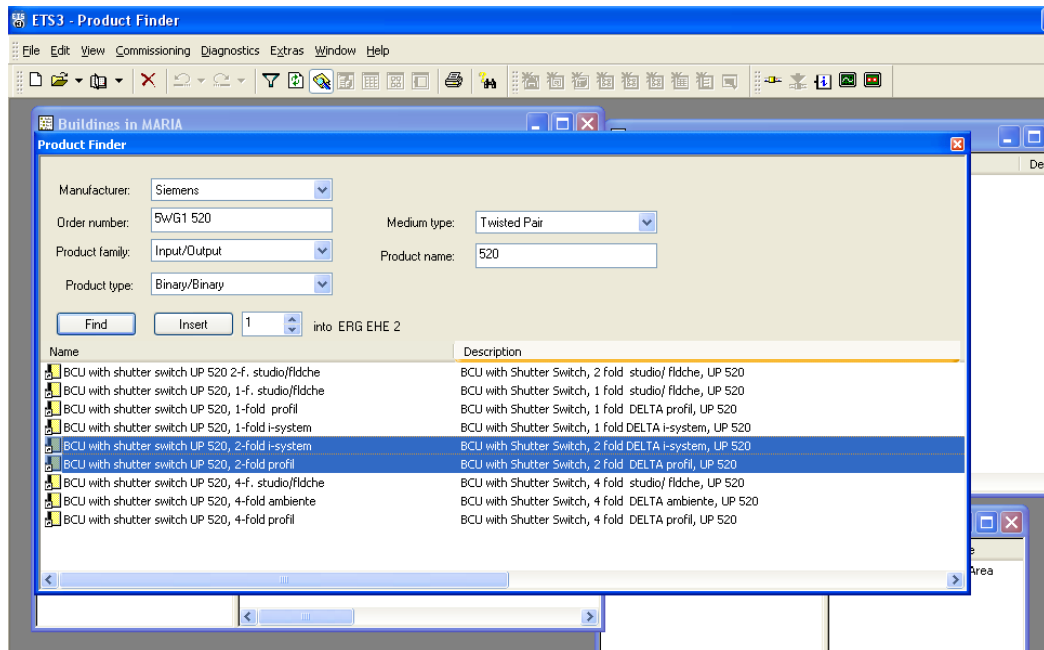 ETS3 - Product Finder
File Edit View Commissioning Diagnostics Extras Window Help
Buildings in MARIA
Product Finder
De
Manufacturer: Siemens
Order number: 5WG1 520
Medium type: Twisted Pair
Product family: Input/Output
Product name: 520
Product type: Binary/Binary
Find Insert 1 into ERG EHE 2
Name Description
BCU with shutter switch UP 520 2-f. studio/fldche BCU with Shutter Switch, 2 fold studio/ fldche, UP 520
BCU with shutter switch UP 520, 1-f. studio/fldche BCU with Shutter Switch, 1 fold studio/ fldche, UP 520
BCU with shutter switch UP 520, 1-fold profil BCU with Shutter Switch, 1 fold DELTA profil, UP 520
BCU with shutter switch UP 520, 1-fold i-system BCU with Shutter Switch, 1 fold DELTA i-system, UP 520
BCU with shutter switch UP 520, 2-fold i-system BCU with Shutter Switch, 2 fold DELTA i-system, UP 520
BCU with shutter switch UP 520, 2-fold profil BCU with Shutter Switch, 2 fold DELTA profil, UP 520
BCU with shutter switch UP 520, 4-f. studio/fldche BCU with Shutter Switch, 4 fold studio/ fldche, UP 520
BCU with shutter switch UP 520, 4-fold ambiente BCU with Shutter Switch, 4 fold DELTA ambiente, UP 520
BCU with shutter switch UP 520, 4-fold profil BCU with Shutter Switch, 4 fold DELTA profil, UP 520
Area